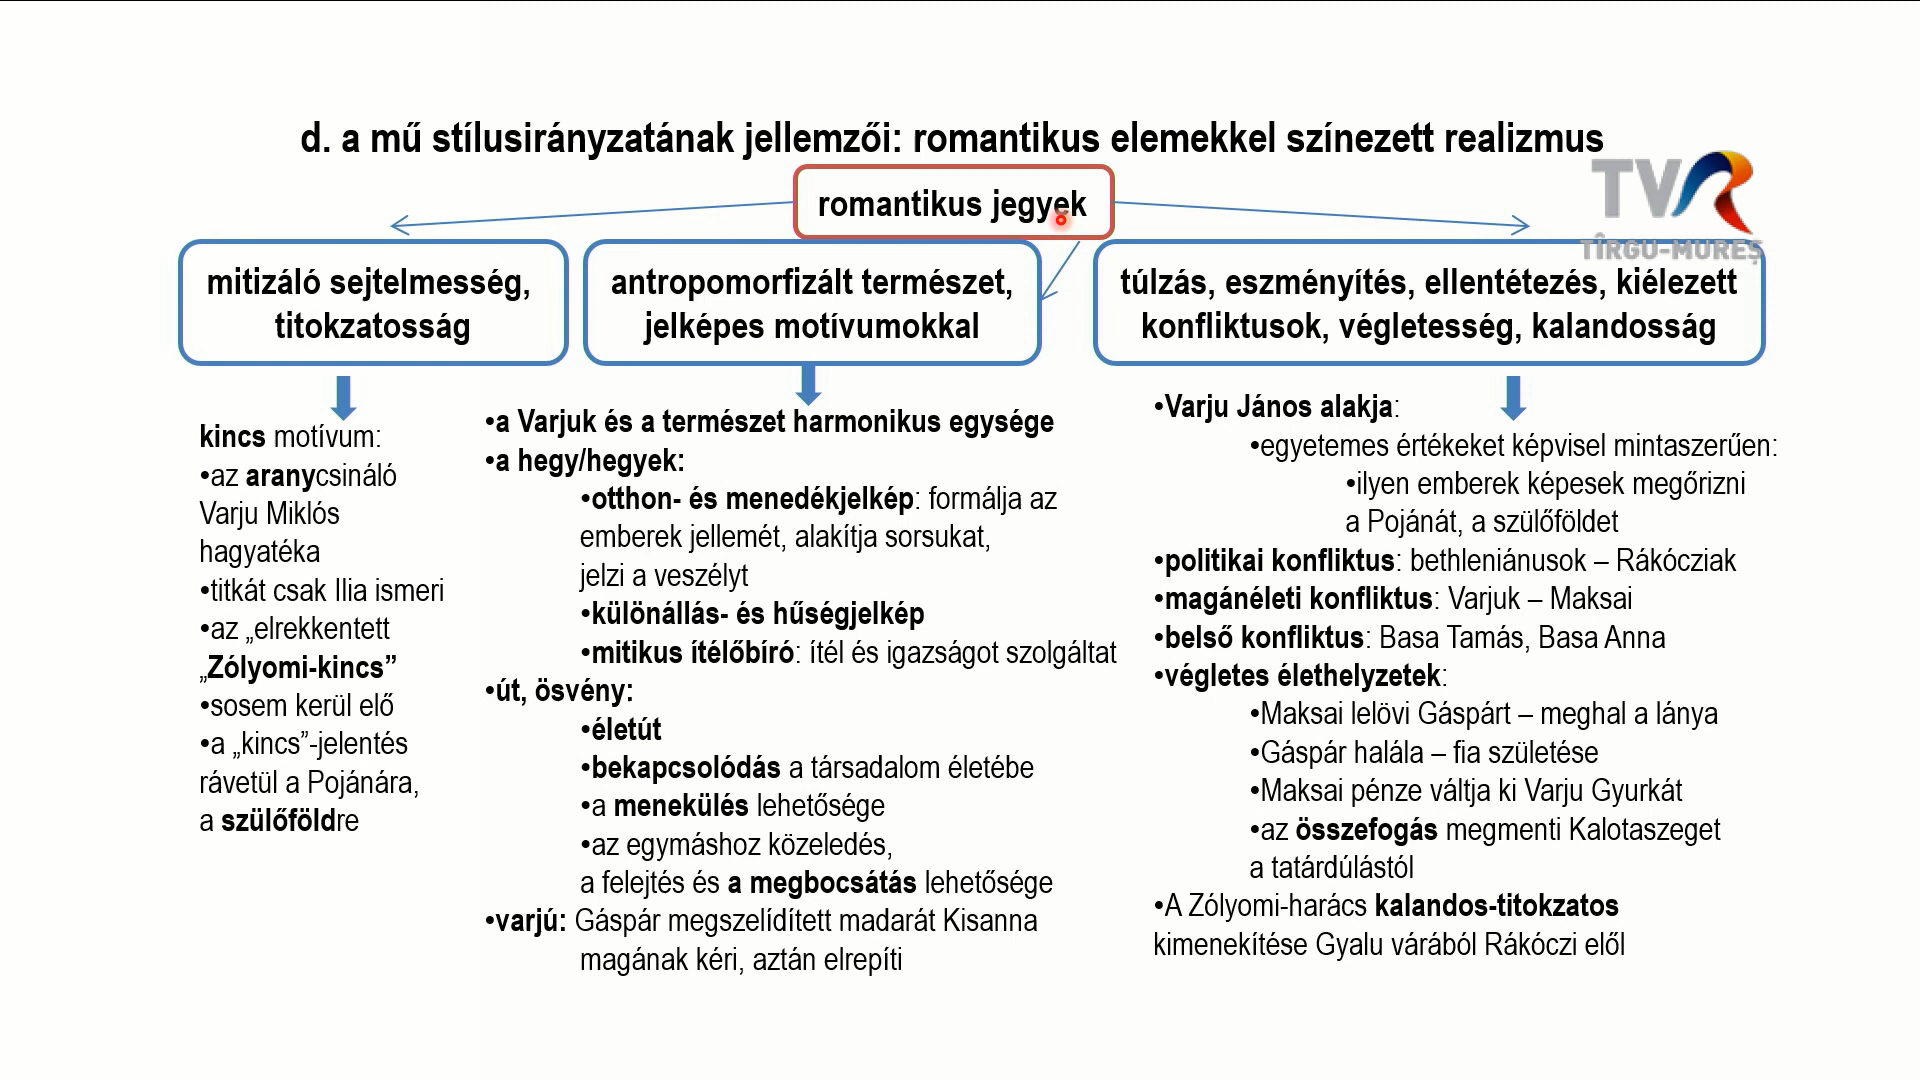 d. a mű stílusirányzatának jellemzői: romantikus elemekkel színezett realizmus
TVR
TÎRGU-MUREȘ
romantikus jegyek
mitizáló sejtelmesség,
titokzatosság
antropomorfizált természet,
jelképes motívumokkal
túlzás, eszményítés, ellentétezés, kiélezett
konfliktusok, végletesség, kalandosság
kincs motívum:
•az aranycsináló
Varju Miklós
hagyatéka
•titkát csak Ilia ismeri
•az „elrekkentett
„Zólyomi-kincs”
•sosem kerül elő
•a „kincs”-jelentés
rávetül a Pojánára,
a szülőföldre
•a Varjuk és a természet harmonikus egysége
•a hegy/hegyek:
•otthon- és menedékjelkép: formálja az
emberek jellemét, alakítja sorsukat,
jelzi a veszélyt
•különállás- és hűségjelkép
•mitikus ítélőbíró: ítél és igazságot szolgáltat
•út, ösvény:
•életút
•bekapcsolódás a társadalom életébe
•a menekülés lehetősége
•az egymáshoz közeledés,
a felejtés és a megbocsátás lehetősége
•varjú: Gáspár megszelídített madarát Kisanna
magának kéri, aztán elrepíti
•Varju János alakja:
•egyetemes értékeket képvisel mintaszerűen:
•ilyen emberek képesek megőrizni
a Pojánát, a szülőföldet
•politikai konfliktus: bethleniánusok – Rákócziak
•magánéleti konfliktus: Varjuk – Maksai
•belső konfliktus: Basa Tamás, Basa Anna
•végletes élethelyzetek:
•Maksai lelövi Gáspárt – meghal a lánya
•Gáspár halála – fia születése
•Maksai pénze váltja ki Varju Gyurkát
•az összefogás megmenti Kalotaszeget
a tatárdúlástól
•A Zólyomi-harács kalandos-titokzatos
kimenekítése Gyalu várából Rákóczi elől